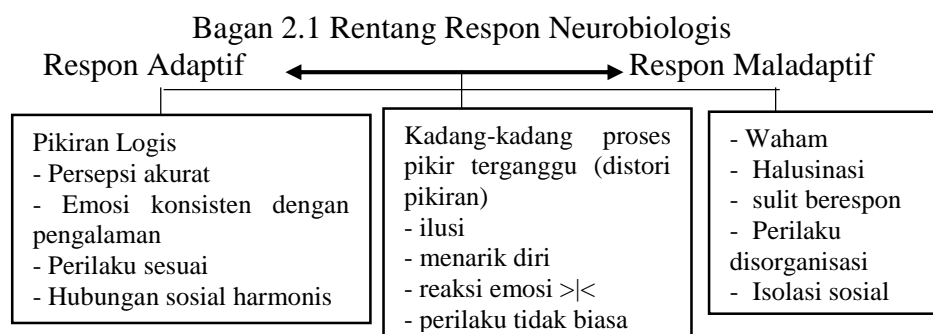 Bagan 2.1 Rentang Respon Neurobiologis
Respon Adaptif Respon Maladaptif
Pikiran Logis
- Persepsi akurat
- Emosi konsisten dengan
pengalaman
- Perilaku sesuai
- Hubungan sosial harmonis
Kadang-kadang proses
pikir terganggu (distori
pikiran)
- ilusi
- menarik diri
- reaksi emosi >|<
- perilaku tidak biasa
- Waham
- Halusinasi
- sulit berespon
- Perilaku
disorganisasi
- Isolasi sosial